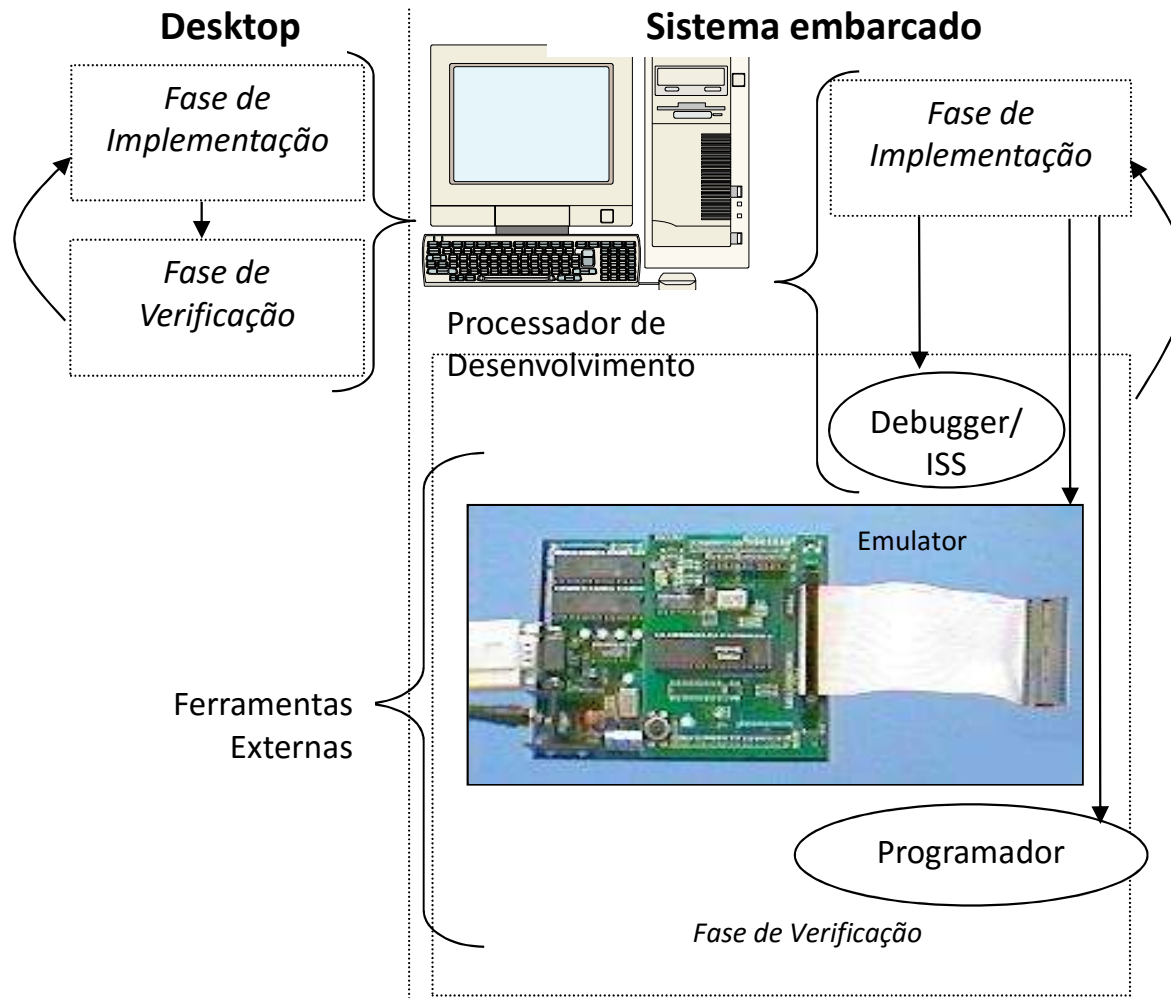 Desktop
Sistema embarcado
Fase de
Implementação
Fase de
Verificação
Processador de
Desenvolvimento
Fase de
Implementação
Debugger/
ISS
Emulator
Ferramentas
Externas
Programador
Fase de Verificação